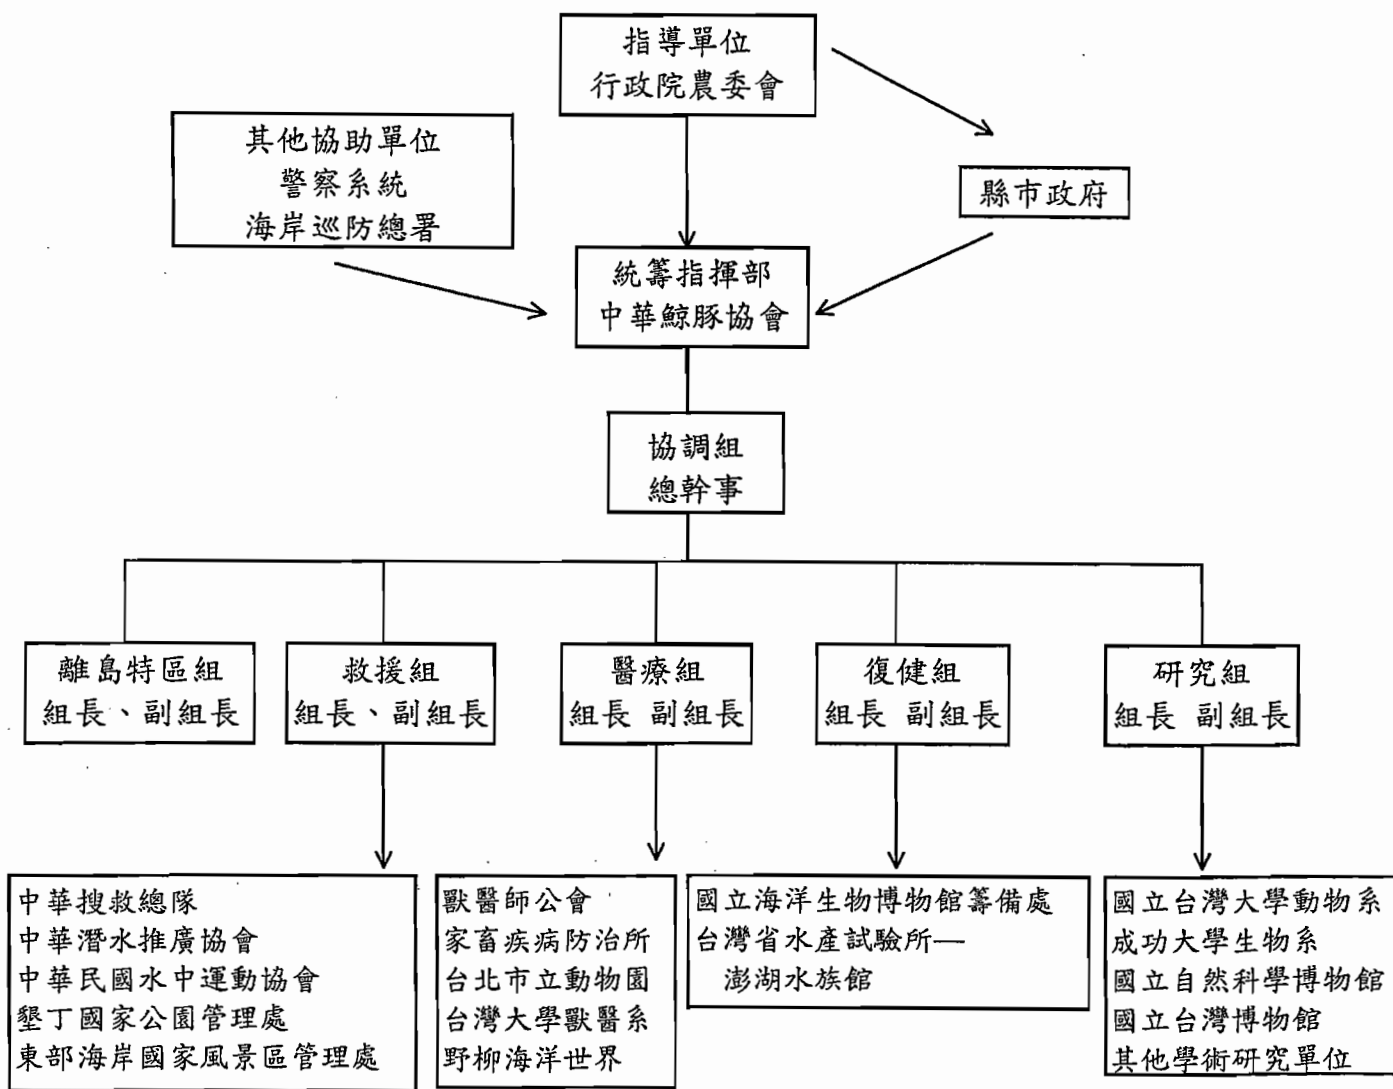 指導單位
行政院農委會
其他協助單位
警察系統
海岸巡防總署
縣市政府
統籌指揮部
中華鯨豚協會
協調組
總幹事
離島特區組
組長、副組長
救援組
組長、副組長
醫療組
組長 副組長
復健組
組長 副組長
研究組
組長 副組長
中華搜救總隊
中華潛水推廣協會
中華民國水中運動協會
墾丁國家公園管理處
東部海岸國家風景區管理處
獸醫師公會
家畜疾病防治所
台北市立動物園
台灣大學獸醫系
野柳海洋世界
國立海洋生物博物館籌備處
台灣省水產試驗所—
澎湖水族館
國立台灣大學動物系
成功大學生物系
國立自然科學博物館
國立台灣博物館
其他學術研究單位